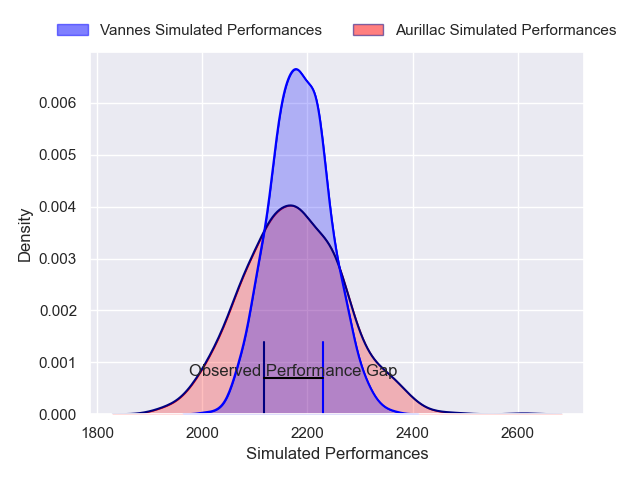 Vannes Simulated Performances Aurillac Simulated Performances
0.006
0.005
0.004
0.003
0.002
0.001
0.000
Density
Observed Performance Gap
1800 2000 2200 2400 2600
Simulated Performances